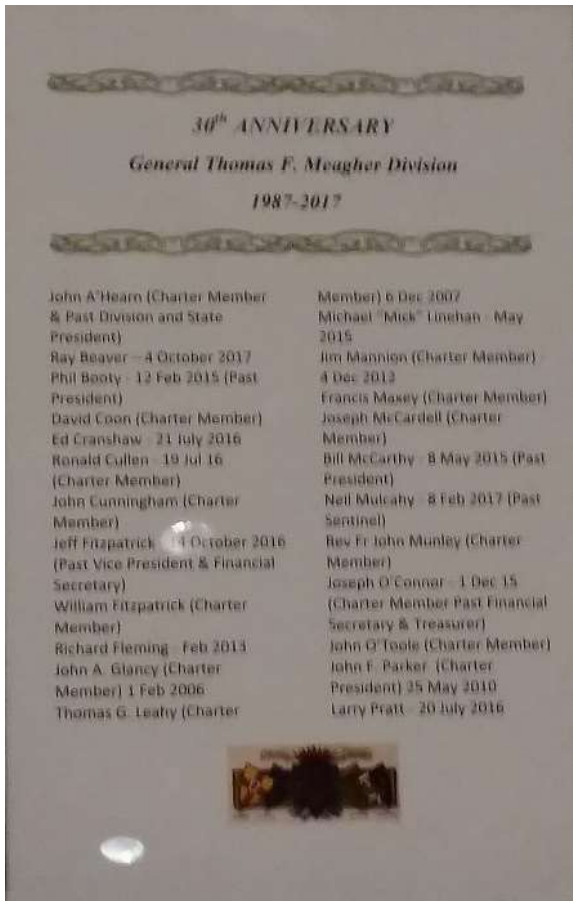 30th ANNIVERSARY
General Thomas F. Meagher Division
1987-2017
John A'Hearn (Charter Member
& Past Division and State
President)
Ray Beaver – 4 October 2017
Phil Booty - 12 Feb 2015 (Past
President)
David Coon (Charter Member)
Ed Cranshaw - 21 July 2016
Ronald Cullen - 19 Jul 16
(Charter Member)
John Cunningham (Charter
Member)
Jeff Fitzpatrick 14 October 2016
(Past Vice President & Financial
Secretary)
William Fitzpatrick (Charter
Member)
Richard Fleming - Feb 2013
John A. Glancy (Charter
Member) 1 Feb 2006
Thomas G. Leahy (Charter
Member) 6 Dec 2007
Michael "Mick" Linehan - May
2015
Jim Mannion (Charter Member) -
4 Dec 2012
Francis Maxey (Charter Member)
Joseph McCardell (Charter
Member)
Bill McCarthy - 8 May 2015 (Past
President)
Neil Mulcahy - 8 Feb 2017 (Past
Sentinel)
Rev Fr John Munley (Charter
Member)
Joseph O'Connor - 1 Dec 15
(Charter Member Past Financial
Secretary & Treasurer)
John O'Toole (Charter Member)
John F. Parker (Charter
President) 25 May 2010
Larry Pratt - 20 July 2016